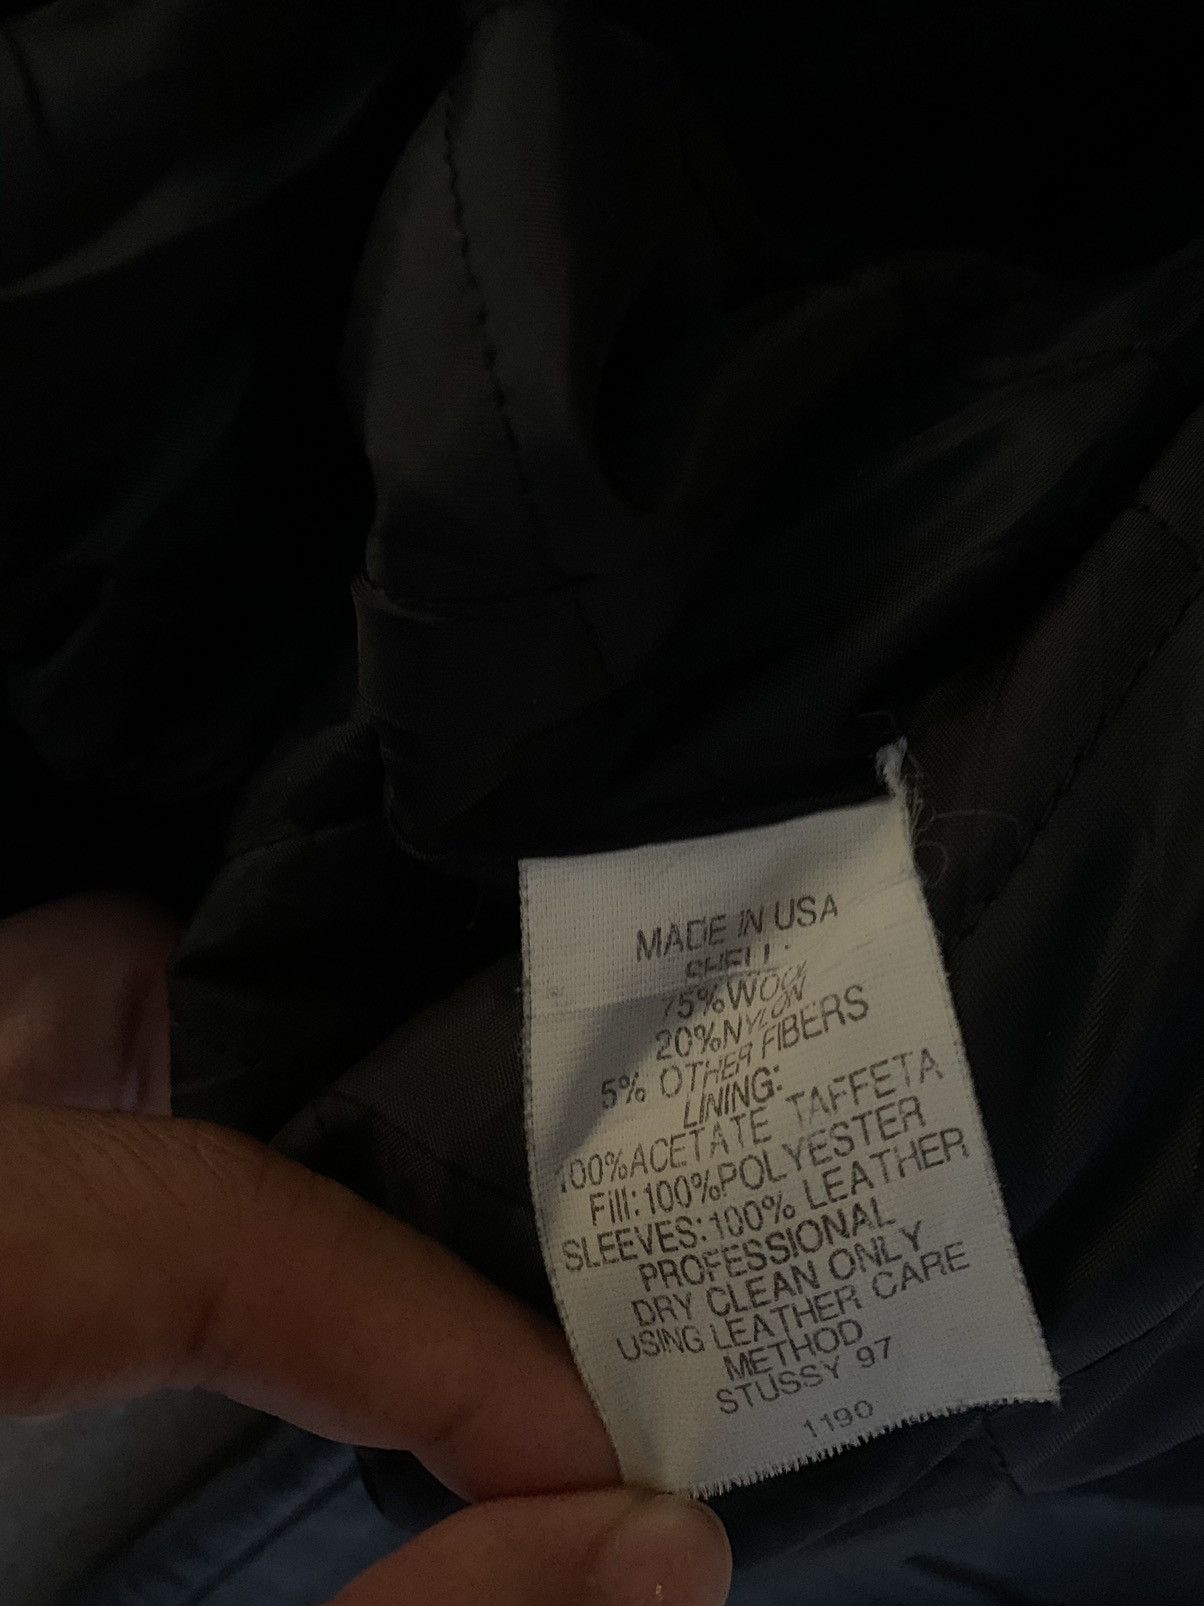 MADE IN USA
SHELL:
75%WOOL
20%NYLON
5% OTHER FIBERS
LINING:
100%ACETATE TAFFETA
Fill:100%POLYESTER
SLEEVES:100% LEATHER
PROFESSIONAL
DRY CLEAN ONLY
USING LEATHER CARE
METHOD
STUSSY 97
1190